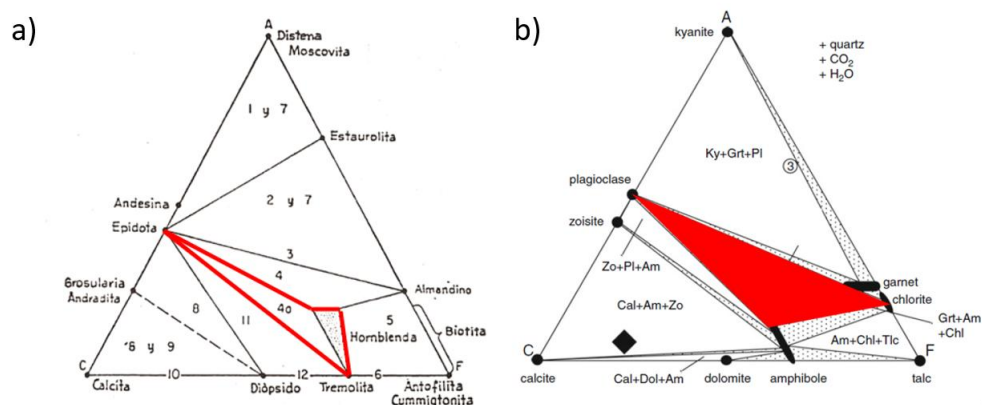 a)
A
Distena
Moscovita
1 y 7
Estaurolita
2 y 7
Andesina
Epidota
3
4
Grosularia
Andradita
8
11
4a
Almandino
Hornblenda
5
Biotita
6 y 9
C
Calcita
10
Diòpsido
12
Tremolita
6
F
Antofilita
Cummigtonita
b)
A
kyanite
+ quartz
+ CO2
+ H2O
Ky+Grt+Pl
3
plagioclase
zoisite
Zo+Pl+Am
garnet
chlorite
Cal+Am+Zo
Grt+Am
+Chl
Am+Chl+Tlc
C
calcite
Cal+Dol+Am
dolomite
amphibole
F
talc